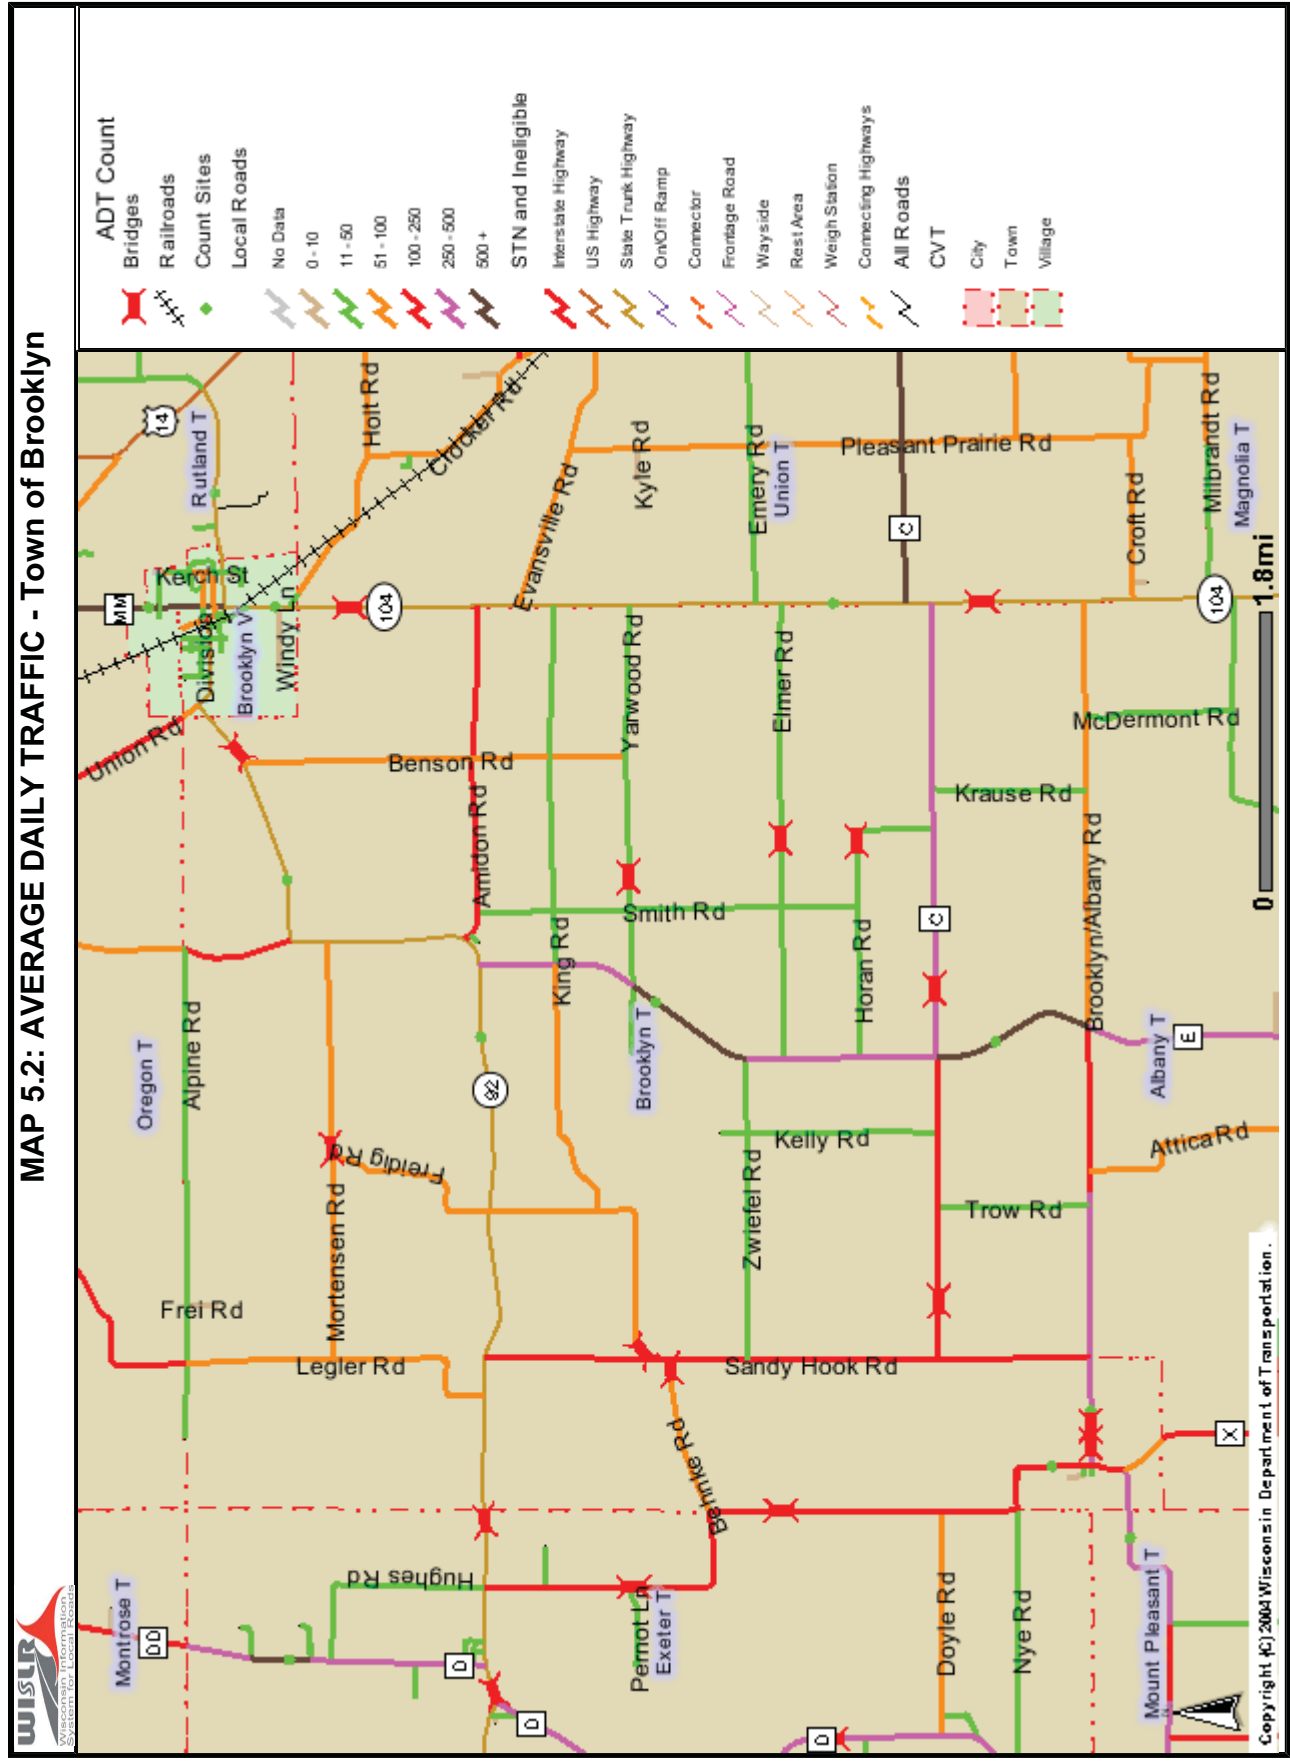 MAP 5.2: AVERAGE DAILY TRAFFIC - Town of Brooklyn
WISLR
Wisconsin Information
System for Local Roads
ADT Count
Bridges
Railroads
Count Sites
Local Roads
No Data
0 - 10
11 - 50
51 - 100
100 - 250
250 - 500
500 +
STN and Ineligible
Interstate Highway
US Highway
State Trunk Highway
On/Off Ramp
Connector
Frontage Road
Wayside
Rest Area
Weigh Station
Connecting Highways
All Roads
CVT
City
Town
Village
Montrose T
DD
Oregon T
Alpine Rd
Frei Rd
Union Rd
MM
Kerch St
Division
Brooklyn V
Windy Ln
Rutland T
14
Holt Rd
Crocker Rd
104
Hughes Rd
D
D
Legler Rd
Mortensen Rd
Freidig Rd
92
Amidon Rd
Benson Rd
Evansville Rd
King Rd
Yarwood Rd
Kyle Rd
Smith Rd
Brooklyn T
Pernot Ln
Exeter T
Behnke Rd
Sandy Hook Rd
Zwiefel Rd
Kelly Rd
Elmer Rd
Emery Rd
Union T
Horan Rd
C
C
Pleasant Prairie Rd
D
Doyle Rd
Nye Rd
Trow Rd
Krause Rd
Brooklyn/Albany Rd
McDermont Rd
Croft Rd
Milbrandt Rd
Magnolia T
104
Mount Pleasant T
X
Attica Rd
Albany T
E
0
1.8mi
Copyright (C) 2004 Wisconsin Department of Transportation.